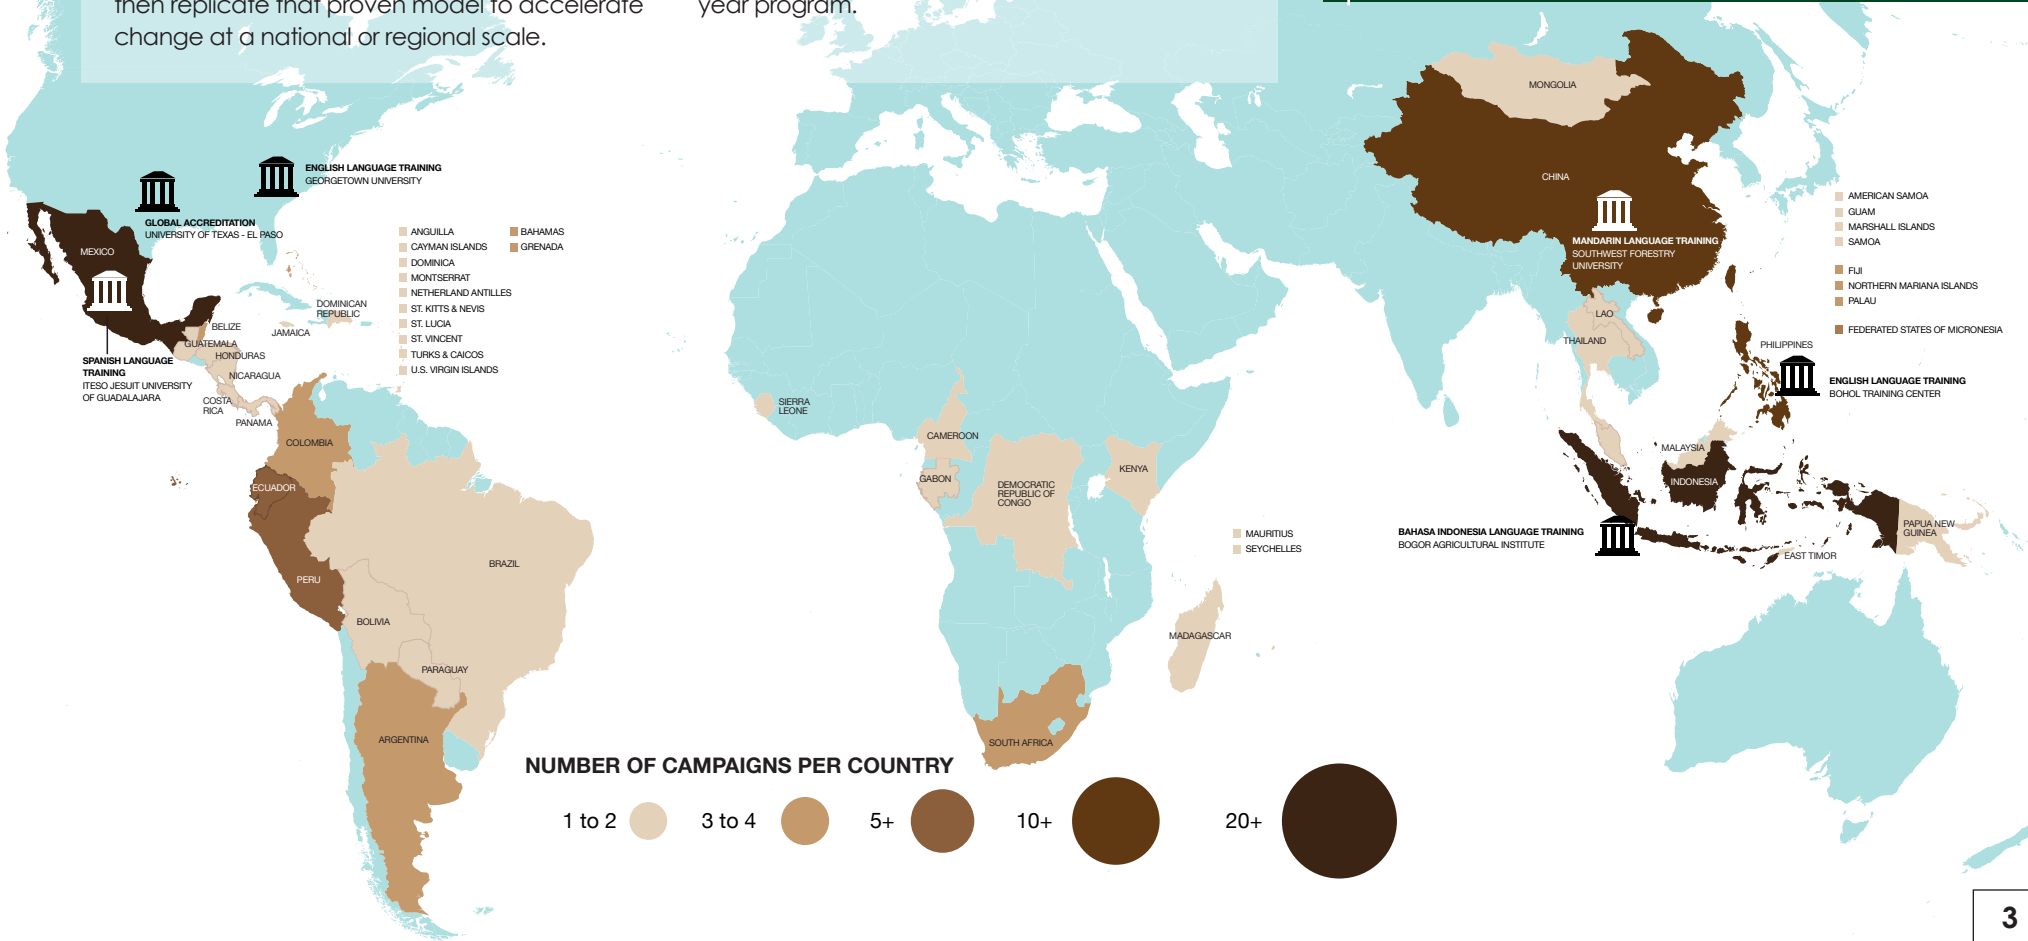 then replicate that proven model to accelerate
change at a national or regional scale.
year program.
ENGLISH LANGUAGE TRAINING
GEORGETOWN UNIVERSITY
GLOBAL ACCREDITATION
UNIVERSITY OF TEXAS - EL PASO
MEXICO
SPANISH LANGUAGE
TRAINING
ITESO JESUIT UNIVERSITY
OF GUADALAJARA
ANGUILLA
CAYMAN ISLANDS
DOMINICA
MONTSERRAT
NETHERLAND ANTILLES
ST. KITTS & NEVIS
ST. LUCIA
ST. VINCENT
TURKS & CAICOS
U.S. VIRGIN ISLANDS
BAHAMAS
GRENADA
DOMINICAN
REPUBLIC
JAMAICA
BELIZE
GUATEMALA
HONDURAS
NICARAGUA
COSTA
RICA
PANAMA
COLOMBIA
ECUADOR
PERU
BRAZIL
BOLIVIA
PARAGUAY
ARGENTINA
SIERRA
LEONE
CAMEROON
GABON
DEMOCRATIC
REPUBLIC OF
CONGO
KENYA
MAURITIUS
SEYCHELLES
MADAGASCAR
SOUTH AFRICA
MONGOLIA
CHINA
MANDARIN LANGUAGE TRAINING
SOUTHWEST FORESTRY
UNIVERSITY
LAO
THAILAND
PHILIPPINES
ENGLISH LANGUAGE TRAINING
BOHOL TRAINING CENTER
MALAYSIA
INDONESIA
BAHASA INDONESIA LANGUAGE TRAINING
BOGOR AGRICULTURAL INSTITUTE
EAST TIMOR
PAPUA NEW
GUINEA
AMERICAN SAMOA
GUAM
MARSHALL ISLANDS
SAMOA
FIJI
NORTHERN MARIANA ISLANDS
PALAU
FEDERATED STATES OF MICRONESIA
NUMBER OF CAMPAIGNS PER COUNTRY
1 to 2
3 to 4
5+
10+
20+
3